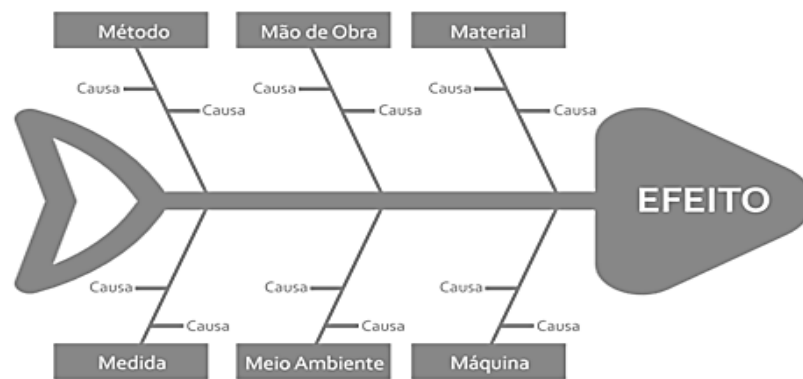 Método
Mão de Obra
Material
Causa
Causa
Causa
Causa
Causa
Causa
EFEITO
Causa
Causa
Causa
Causa
Causa
Causa
Medida
Meio Ambiente
Máquina